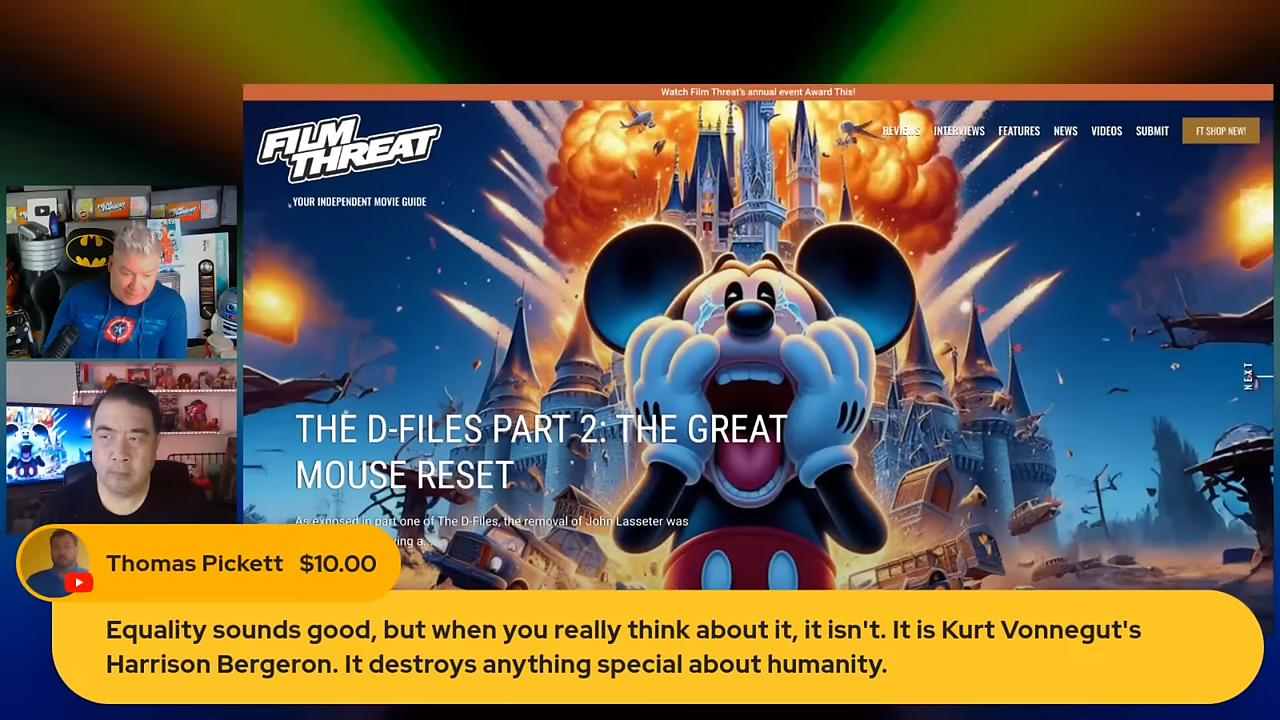 Watch Film Threat's annual event Award This!
FILM THREAT
YOUR INDEPENDENT MOVIE GUIDE
REVIEWS INTERVIEWS FEATURES NEWS VIDEOS SUBMIT FT SHOP NEW!
NEXT
THE D-FILES PART 2: THE GREAT
MOUSE RESET
As exposed in part one of The D-Files, the removal of John Lasseter was
a...
Thomas Pickett $10.00
Equality sounds good, but when you really think about it, it isn't. It is Kurt Vonnegut's
Harrison Bergeron. It destroys anything special about humanity.